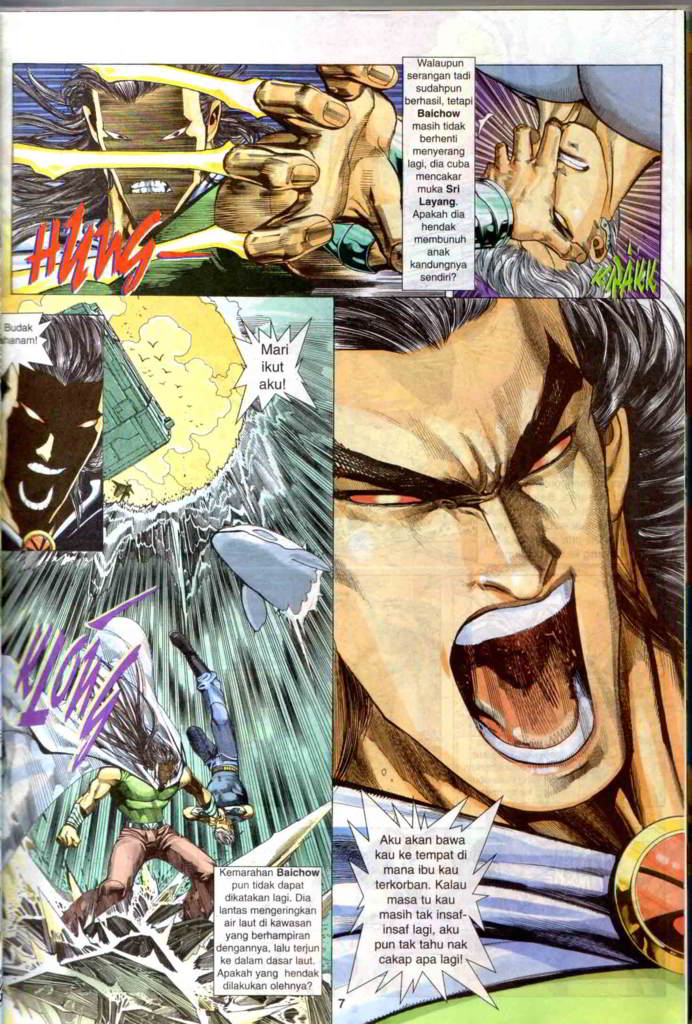 Walaupun
serangan tadi
sudahpun
berhasil, tetapi
Baichow
masih tidak
berhenti
menyerang
lagi, dia cuba
mencakar
muka Sri
Layang.
Apakah dia
hendak
membunuh
anak
kandungnya
sendiri?
HUNG
KRAAKK
Budak
Mari
ikut
aku!
KLONG
Kemarahan Baichow
pun tidak dapat
dikatakan lagi. Dia
lantas mengeringkan
air laut di kawasan
yang berhampiran
dengannya, lalu terjun
ke dalam dasar laut.
Apakah yang hendak
dilakukan olehnya?
Aku akan bawa
kau ke tempat di
mana ibu kau
terkorban. Kalau
masa tu kau
masih tak insaf-
insaf lagi, aku
pun tak tahu nak
cakap apa lagi!
7